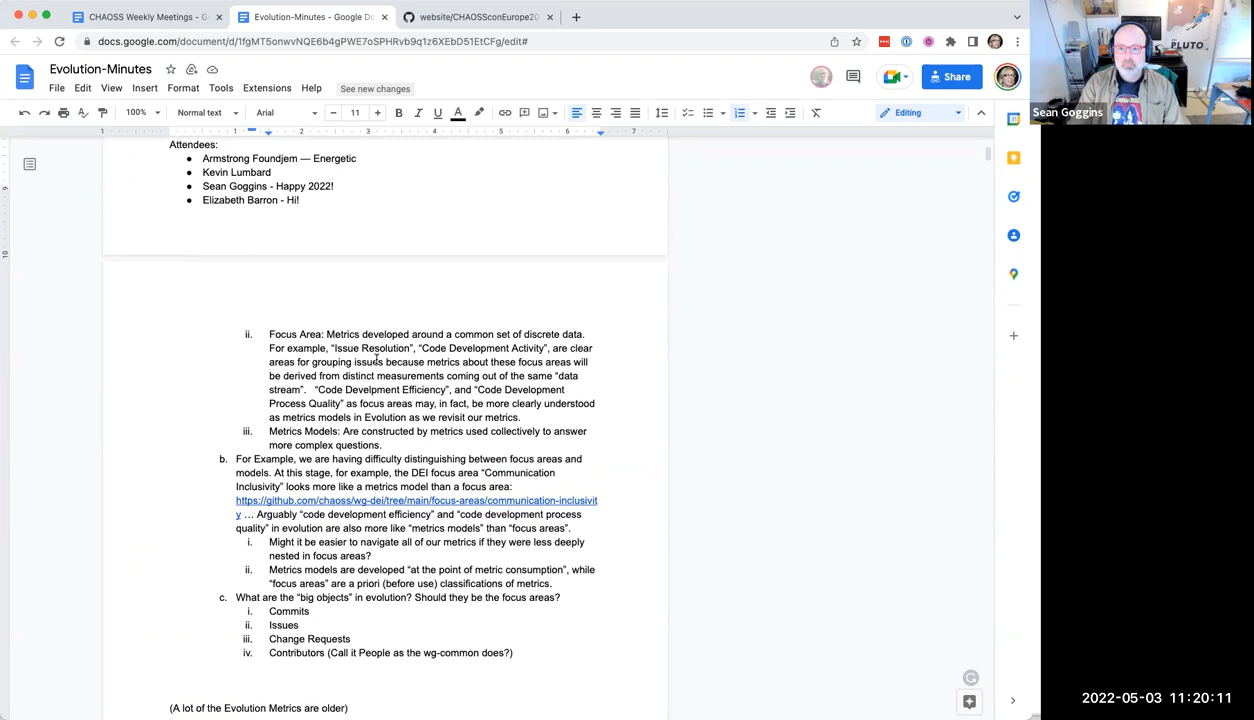 CHAOSS Weekly Meetings - G
Evolution-Minutes - Google Do
website/CHAOSSconEurope20
docs.google.com/document/d/1fgMT5onwvNQE6b4gPWE7oSPHRvb9q1z6XEbD51EtCFg/edit#
Evolution-Minutes
File Edit View Insert Format Tools Extensions Help
See new changes
Share
100% Normal text Arial 11 Editing
1 1 2 3 4 5 6 7
9
10
Attendees:
● Armstrong Foundjem — Energetic
● Kevin Lumbard
● Sean Goggins - Happy 2022!
● Elizabeth Barron - Hi!
ii. Focus Area: Metrics developed around a common set of discrete data.
For example, “Issue Resolution”, “Code Development Activity”, are clear
areas for grouping issues because metrics about these focus areas will
be derived from distinct measurements coming out of the same “data
stream”. “Code Develpment Efficiency”, and “Code Development
Process Quality” as focus areas may, in fact, be more clearly understood
as metrics models in Evolution as we revisit our metrics.
iii. Metrics Models: Are constructed by metrics used collectively to answer
more complex questions.
b. For Example, we are having difficulty distinguishing between focus areas and
models. At this stage, for example, the DEI focus area “Communication
Inclusivity” looks more like a metrics model than a focus area:
https://github.com/chaoss/wg-dei/tree/main/focus-areas/communication-inclusivit
y … Arguably “code development efficiency” and “code development process
quality” in evolution are also more like “metrics models” than “focus areas”.
i. Might it be easier to navigate all of our metrics if they were less deeply
nested in focus areas?
ii. Metrics models are developed “at the point of metric consumption”, while
“focus areas” are a priori (before use) classifications of metrics.
c. What are the “big objects” in evolution? Should they be the focus areas?
i. Commits
ii. Issues
iii. Change Requests
iv. Contributors (Call it People as the wg-common does?)
(A lot of the Evolution Metrics are older)
PLUTO
Sean Goggins
2022-05-03 11:20:11